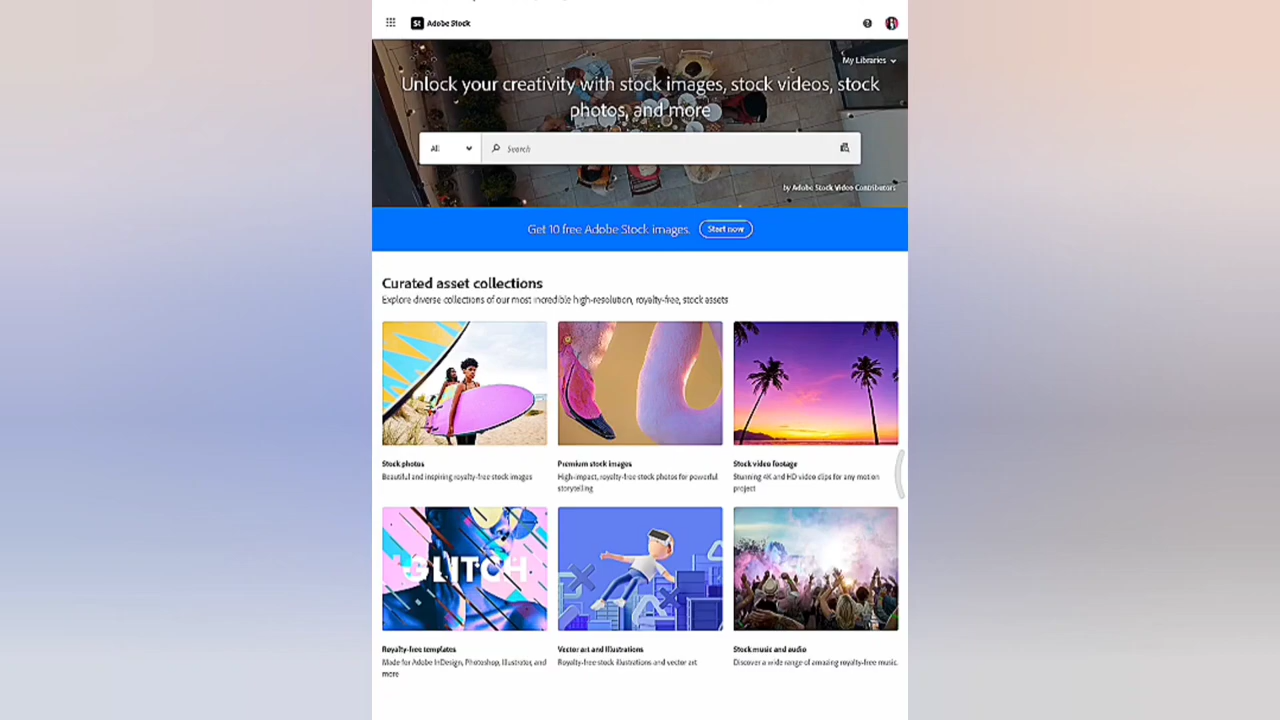 St Adobe Stock
My Libraries
Unlock your creativity with stock images, stock videos, stock
photos, and more
All
Search
by Adobe Stock Video Contributors
Get 10 free Adobe Stock images. Start now
Curated asset collections
Explore diverse collections of our most incredible high-resolution, royalty-free, stock assets
Stock photos
Beautiful and inspiring royalty-free stock images
Premium stock images
High-impact, royalty-free stock photos for powerful
storytelling
Stock video footage
Stunning 4K and HD video clips for any motion
project
GLITCH
Royalty-free templates
Made for Adobe InDesign, Photoshop, Illustrator, and
more
Vector art and illustrations
Royalty-free stock illustrations and vector art
Stock music and audio
Discover a wide range of amazing royalty-free music.